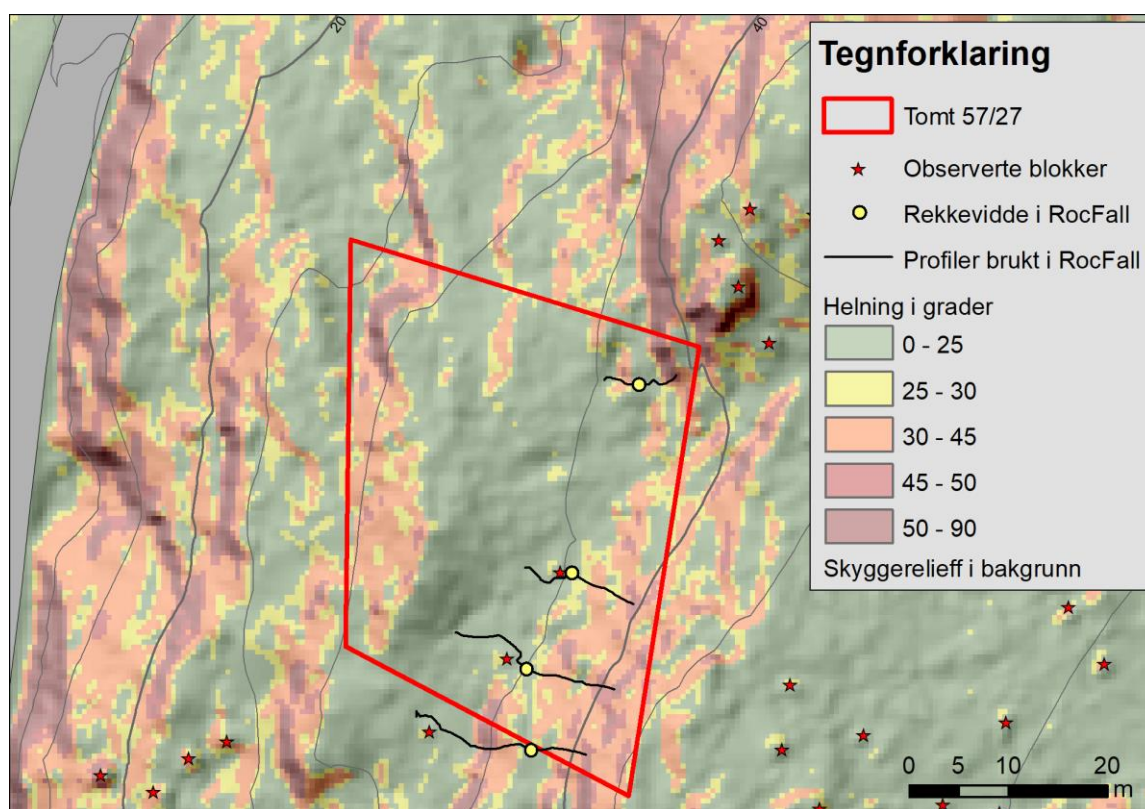 20
40
Tegnforklaring
Tomt 57/27
Observerte blokker
Rekkevidde i RocFall
Profiler brukt i RocFall
Helning i grader
0 - 25
25 - 30
30 - 45
45 - 50
50 - 90
Skyggerelieff i bakgrunn
0 5 10 20
m